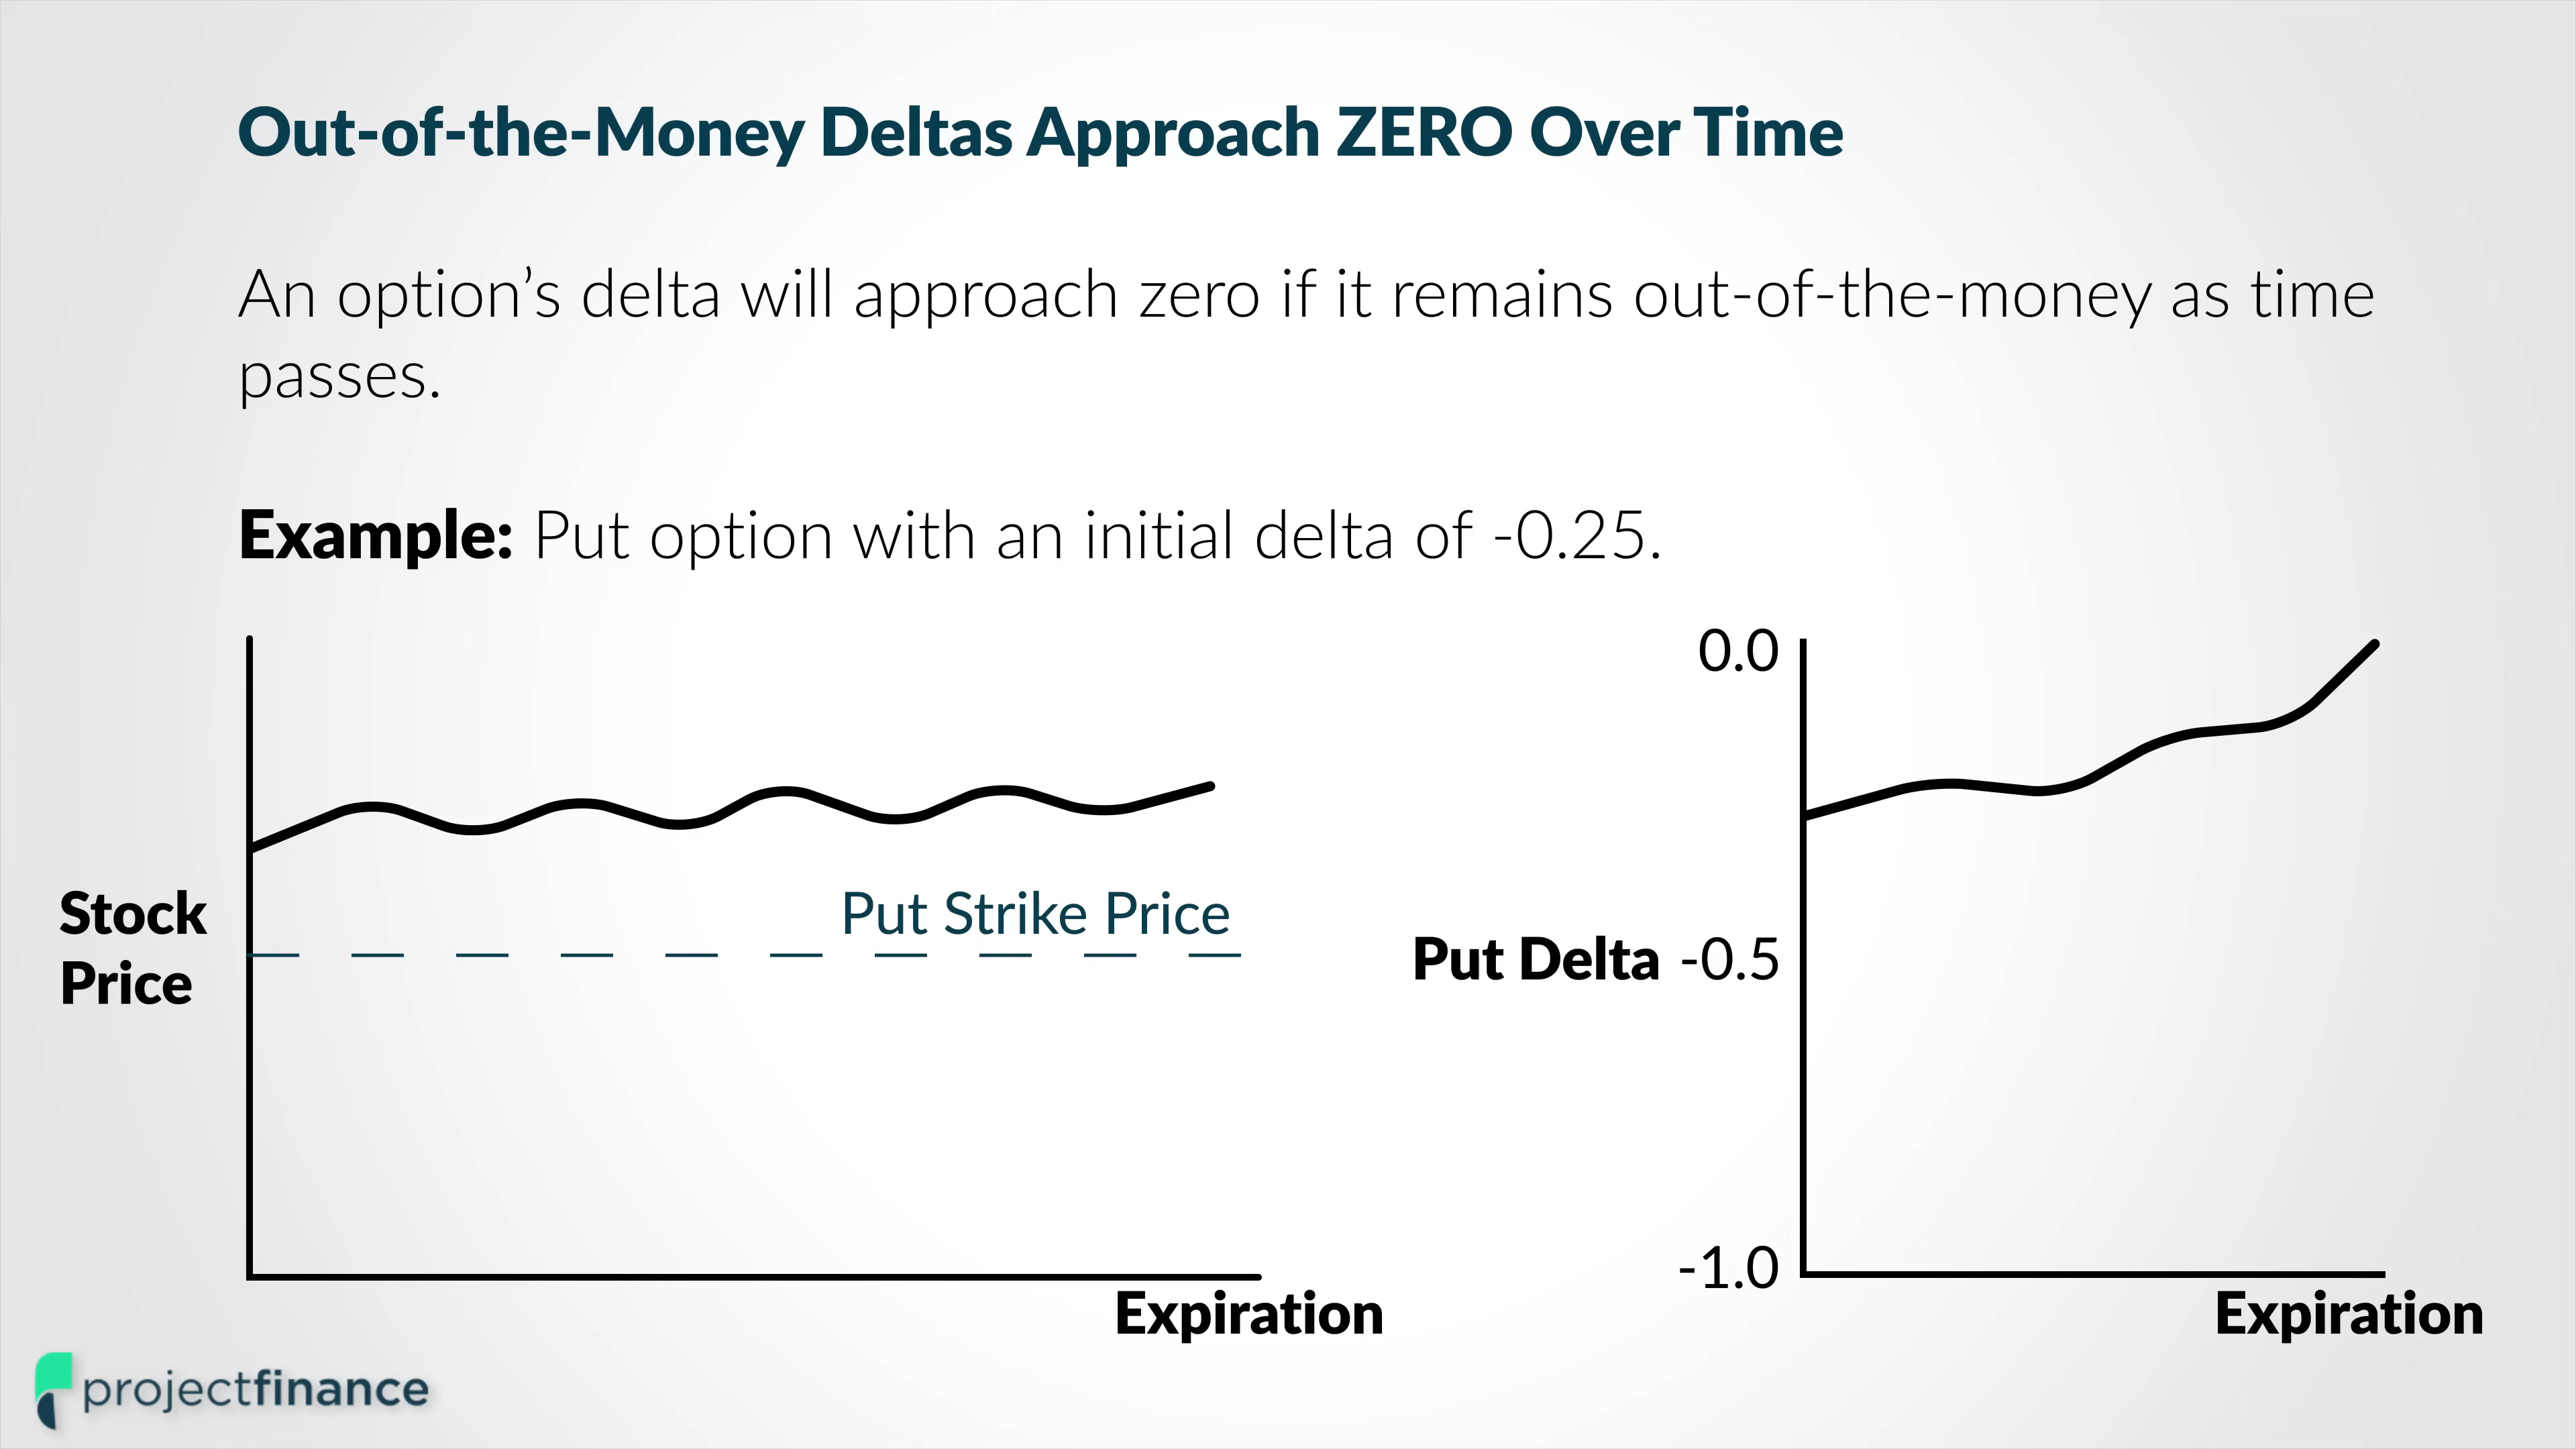 Out-of-the-Money Deltas Approach ZERO Over Time
An option’s delta will approach zero if it remains out-of-the-money as time
passes.
Example: Put option with an initial delta of -0.25.
Stock
Price
Put Strike Price
Expiration
0.0
Put Delta -0.5
-1.0
Expiration
projectfinance